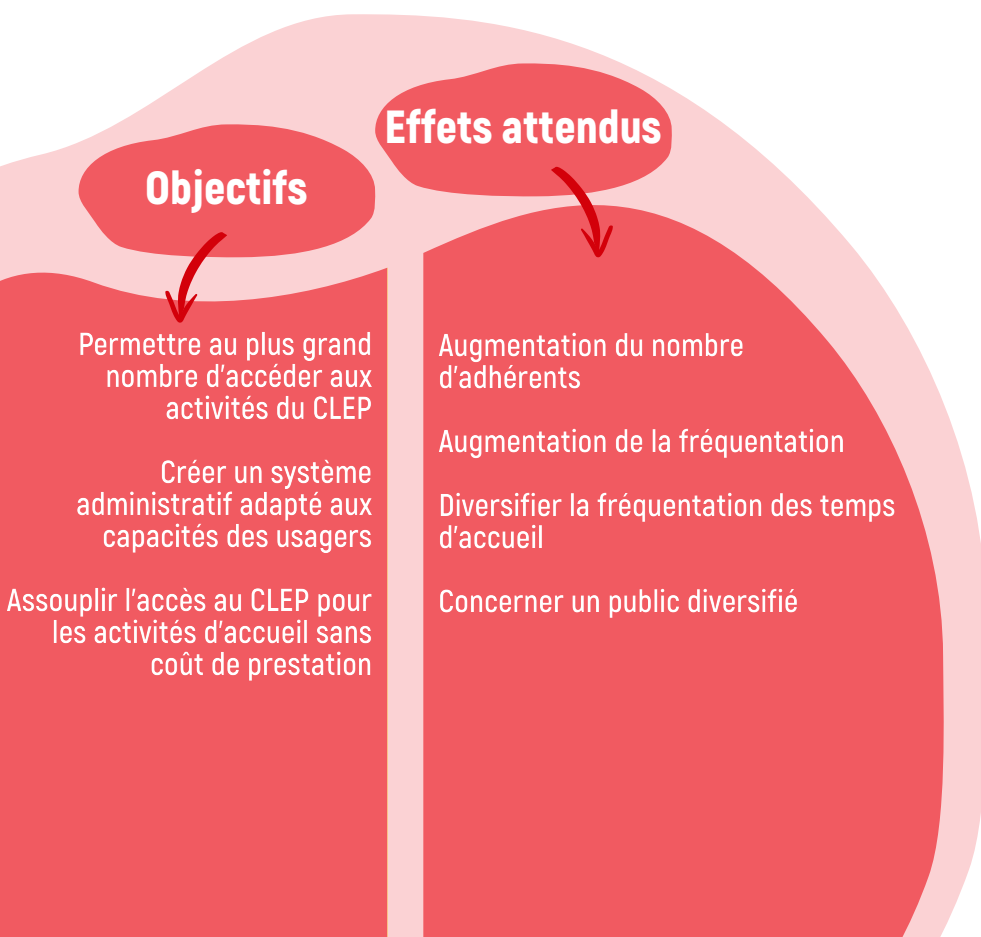 Objectifs
Permettre au plus grand
nombre d'accéder aux
activités du CLEP
Créer un système
administratif adapté aux
capacités des usagers
Assouplir l'accès au CLEP pour
les activités d'accueil sans
coût de prestation
Effets attendus
Augmentation du nombre
d'adhérents
Augmentation de la fréquentation
Diversifier la fréquentation des temps
d'accueil
Concerner un public diversifié